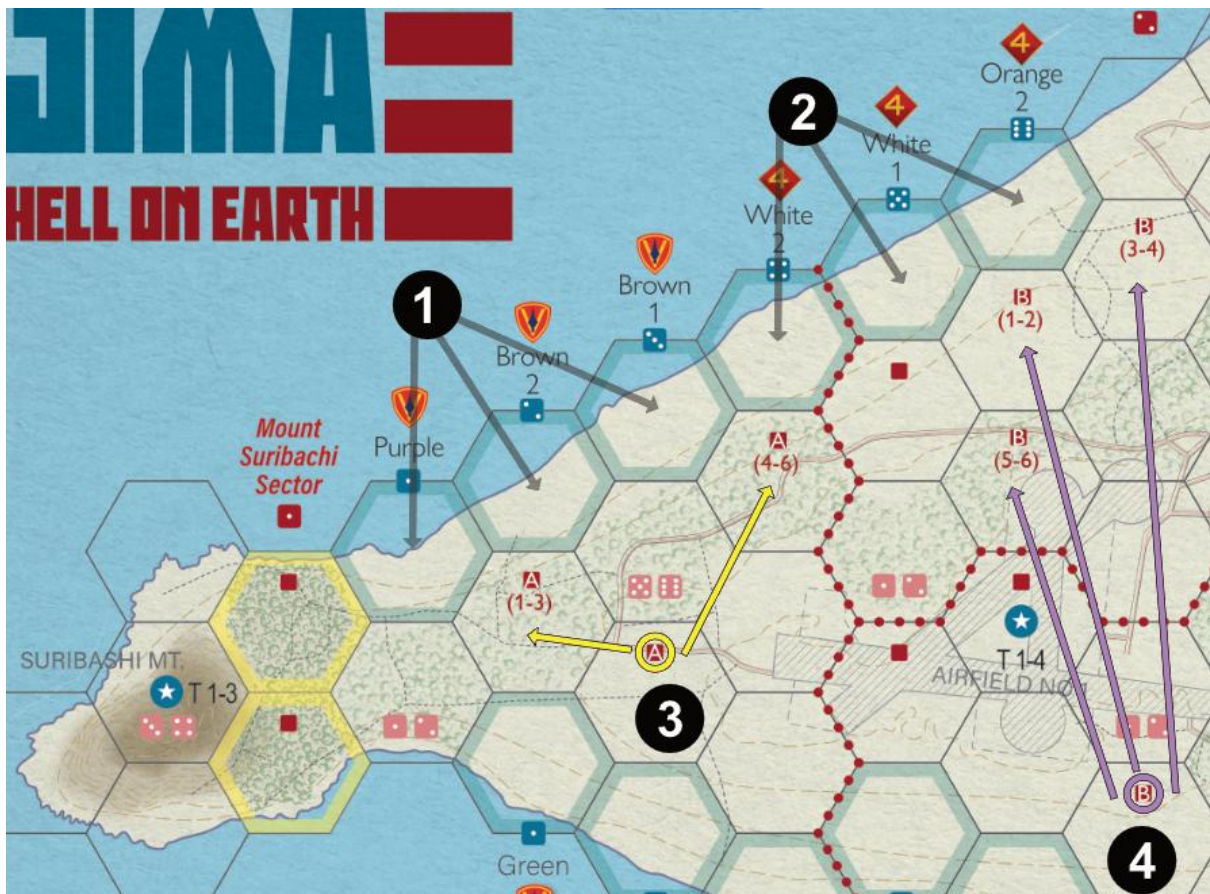 JIMA
HELL ON EARTH
4
Orange
2
2
4
White
1
4
White
2
B
(3-4)
Brown
1
B
(1-2)
1
Brown
2
Purple
Mount
Suribachi
Sector
A
(4-6)
B
(5-6)
A
(1-3)
SURIBASHI MT.
T 1-3
A
T 1-4
AIRFIELD NO 1
3
B
4
Green